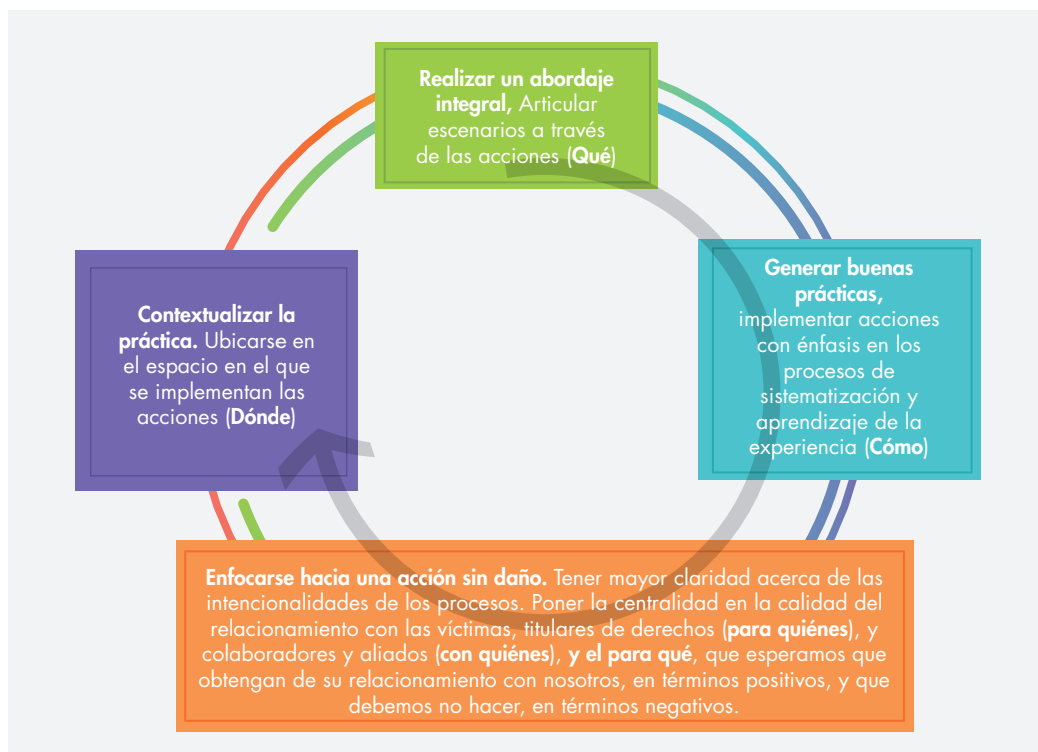 Realizar un abordaje
integral, Articular
escenarios a través
de las acciones (Qué)
Generar buenas
prácticas,
implementar acciones
con énfasis en los
procesos de
sistematización y
aprendizaje de la
experiencia (Cómo)
Enfocarse hacia una acción sin daño. Tener mayor claridad acerca de las
intencionalidades de los procesos. Poner la centralidad en la calidad del
relacionamiento con las víctimas, titulares de derechos (para quiénes), y
colaboradores y aliados (con quiénes), y el para qué, que esperamos que
obtengan de su relacionamiento con nosotros, en términos positivos, y que
debemos no hacer, en términos negativos.
Contextualizar la
práctica. Ubicarse en
el espacio en el que
se implementan las
acciones (Dónde)